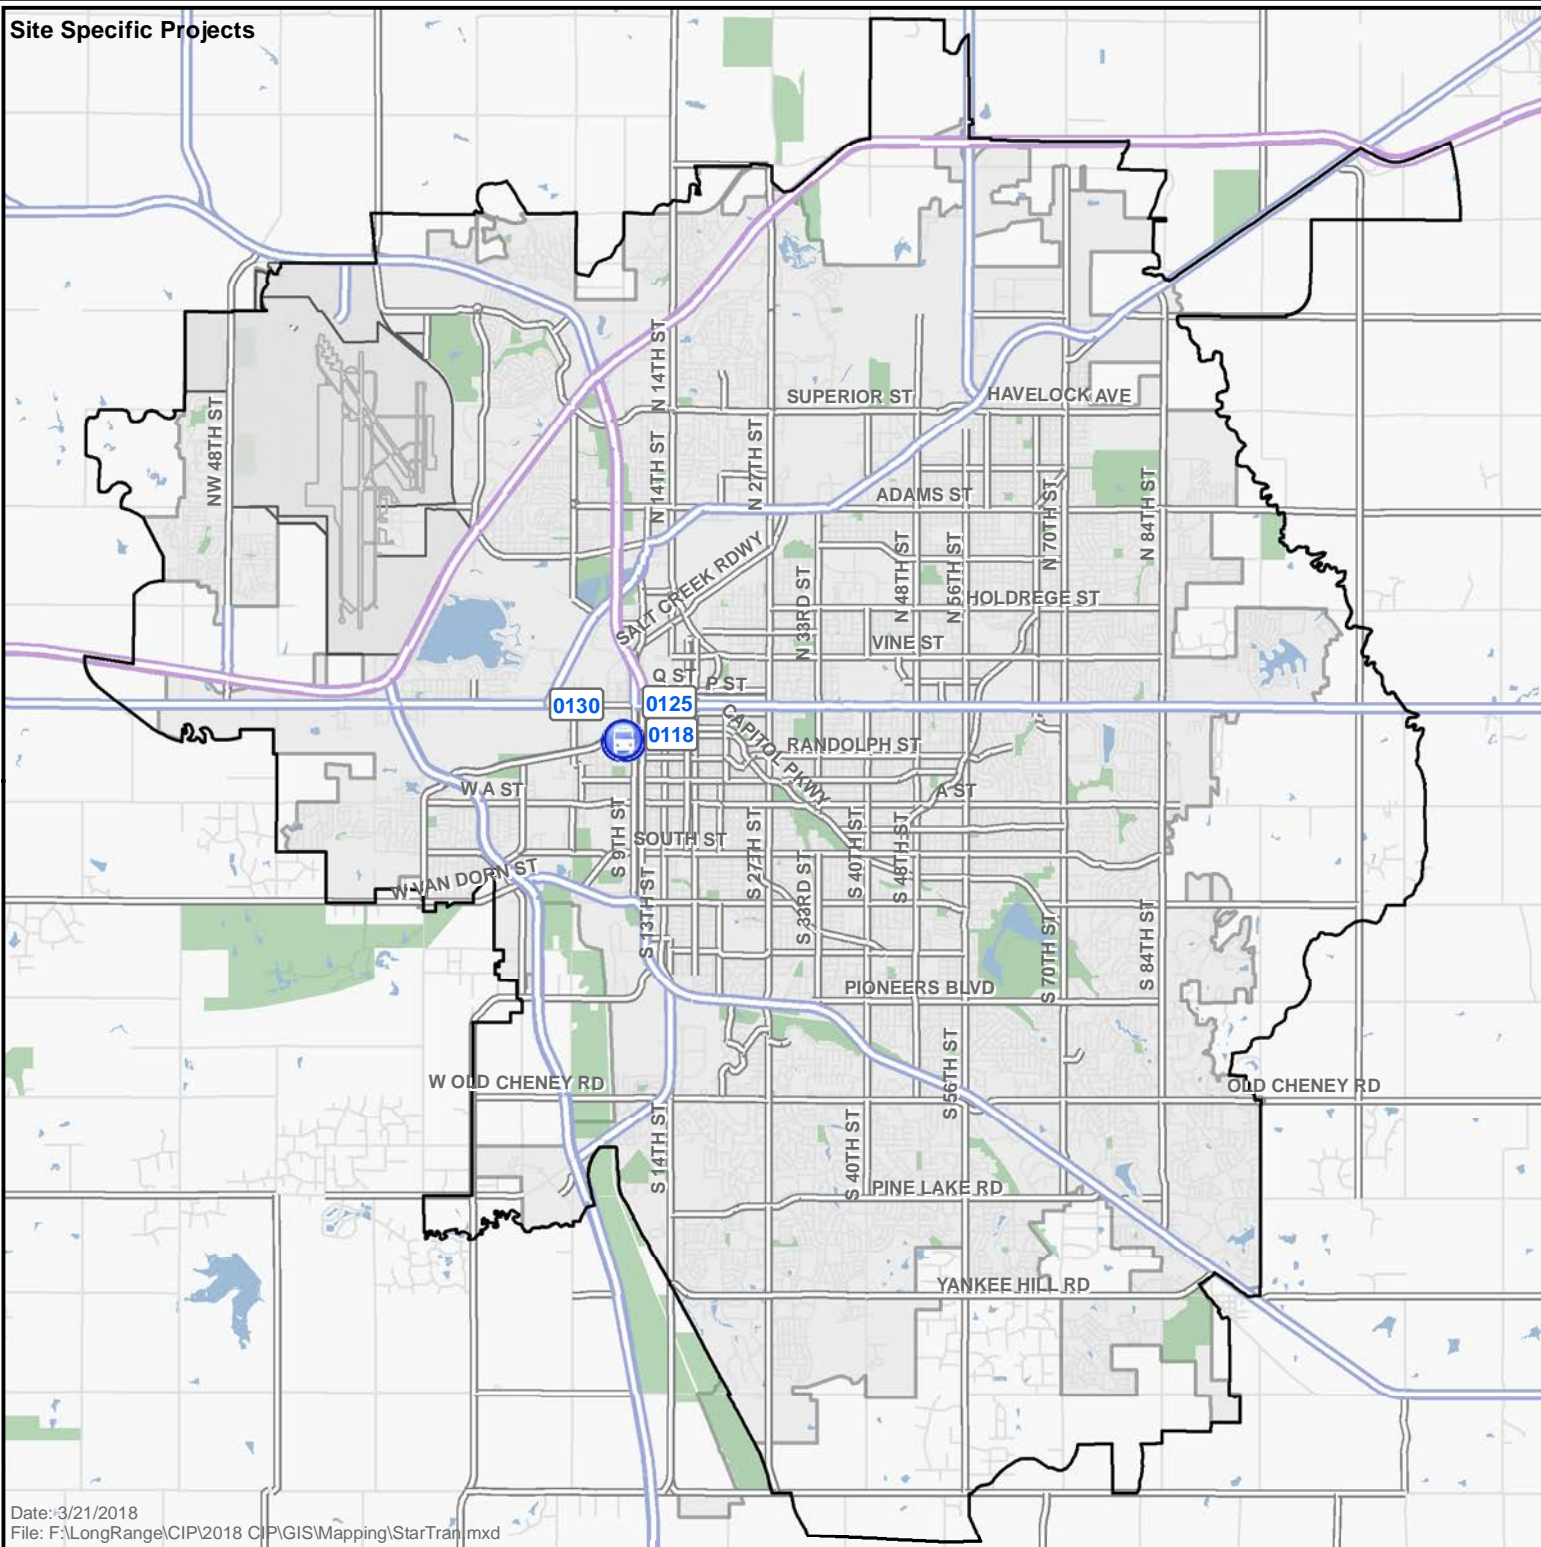 Site Specific Projects
N 14TH ST
SUPERIOR ST
HAVELOCK AVE
NW 48TH ST
N 14TH ST
N 27TH ST
ADAMS ST
N 70TH ST
N 84TH ST
SALT CREEK RDWY
N 33RD ST
N 48TH ST
N 56TH ST
HOLDREGE ST
VINE ST
Q ST
P ST
0130
0125
0118
CAPITOL PKWY
RANDOLPH ST
W A ST
A ST
S 9TH ST
SOUTH ST
S 27TH ST
S 40TH ST
S 48TH ST
W VAN DORN ST
S 13TH ST
S 33RD ST
S 70TH ST
S 84TH ST
PIONEERS BLVD
S 56TH ST
W OLD CHENEY RD
OLD CHENEY RD
S 14TH ST
S 40TH ST
PINE LAKE RD
YANKEE HILL RD
Date: 3/21/2018
File: F:\LongRange\CIP\2018 CIP\GIS\Mapping\StarTran.mxd